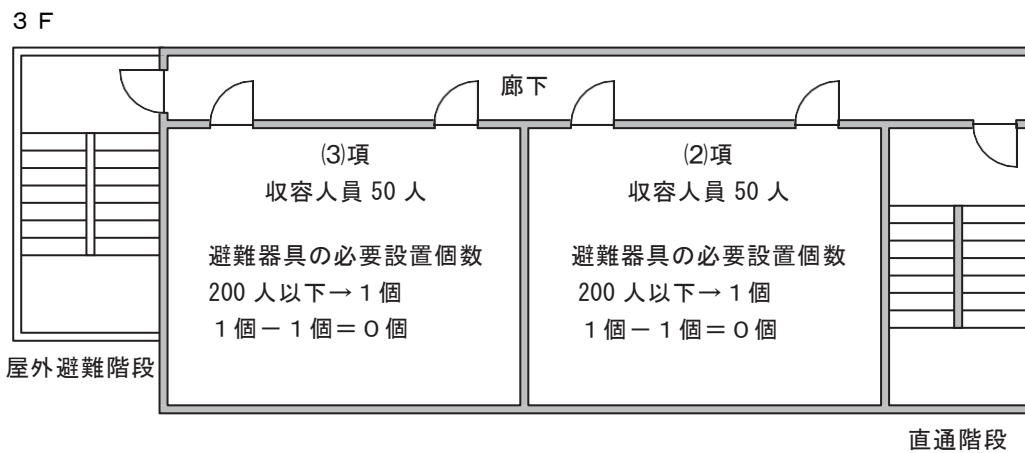 3 F
廊下
⑶項
収容人員 50 人
避難器具の必要設置個数
200 人以下→1個
1個-1個=0個
⑵項
収容人員 50 人
避難器具の必要設置個数
200 人以下→1個
1個-1個=0個
屋外避難階段
直通階段